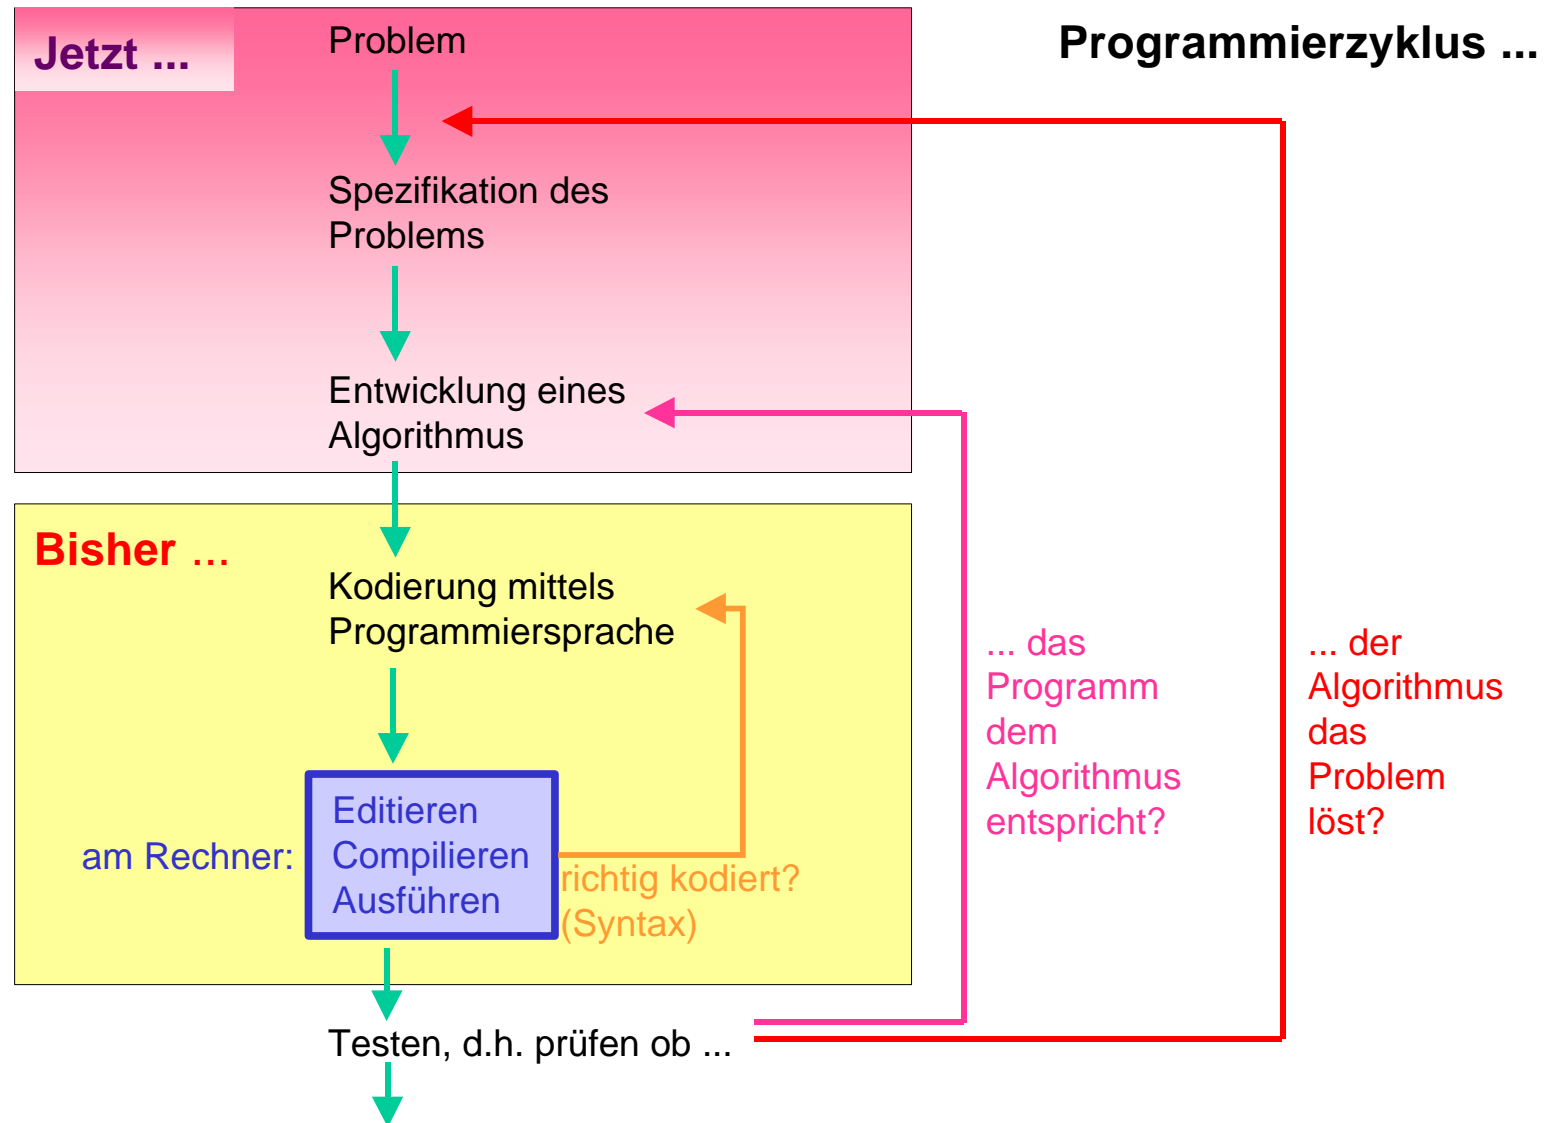 Jetzt ...
Problem
Programmierzyklus ...
Spezifikation des
Problems
Entwicklung eines
Algorithmus
Bisher ...
Kodierung mittels
Programmiersprache
... das
Programm
dem
Algorithmus
entspricht?
... der
Algorithmus
das
Problem
löst?
am Rechner:
Editieren
Compilieren
Ausführen
richtig kodiert?
(Syntax)
Testen, d.h. prüfen ob ...